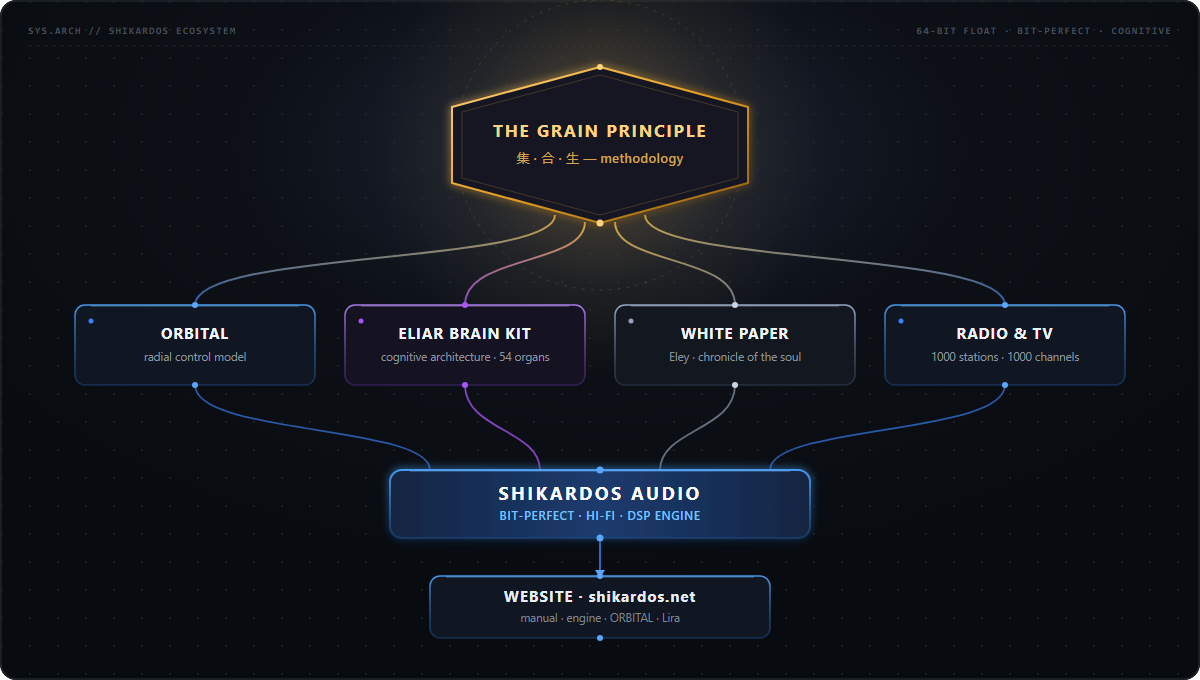 SYS.ARCH // SHIKARDOS ECOSYSTEM
64-BIT FLOAT · BIT-PERFECT · COGNITIVE
THE GRAIN PRINCIPLE
集 · 合 · 生 — methodology
ORBITAL
radial control model
ELIAR BRAIN KIT
cognitive architecture · 54 organs
WHITE PAPER
Eley · chronicle of the soul
RADIO & TV
1000 stations · 1000 channels
SHIKARDOS AUDIO
BIT-PERFECT · HI-FI · DSP ENGINE
WEBSITE · shikardos.net
manual · engine · ORBITAL · Lira